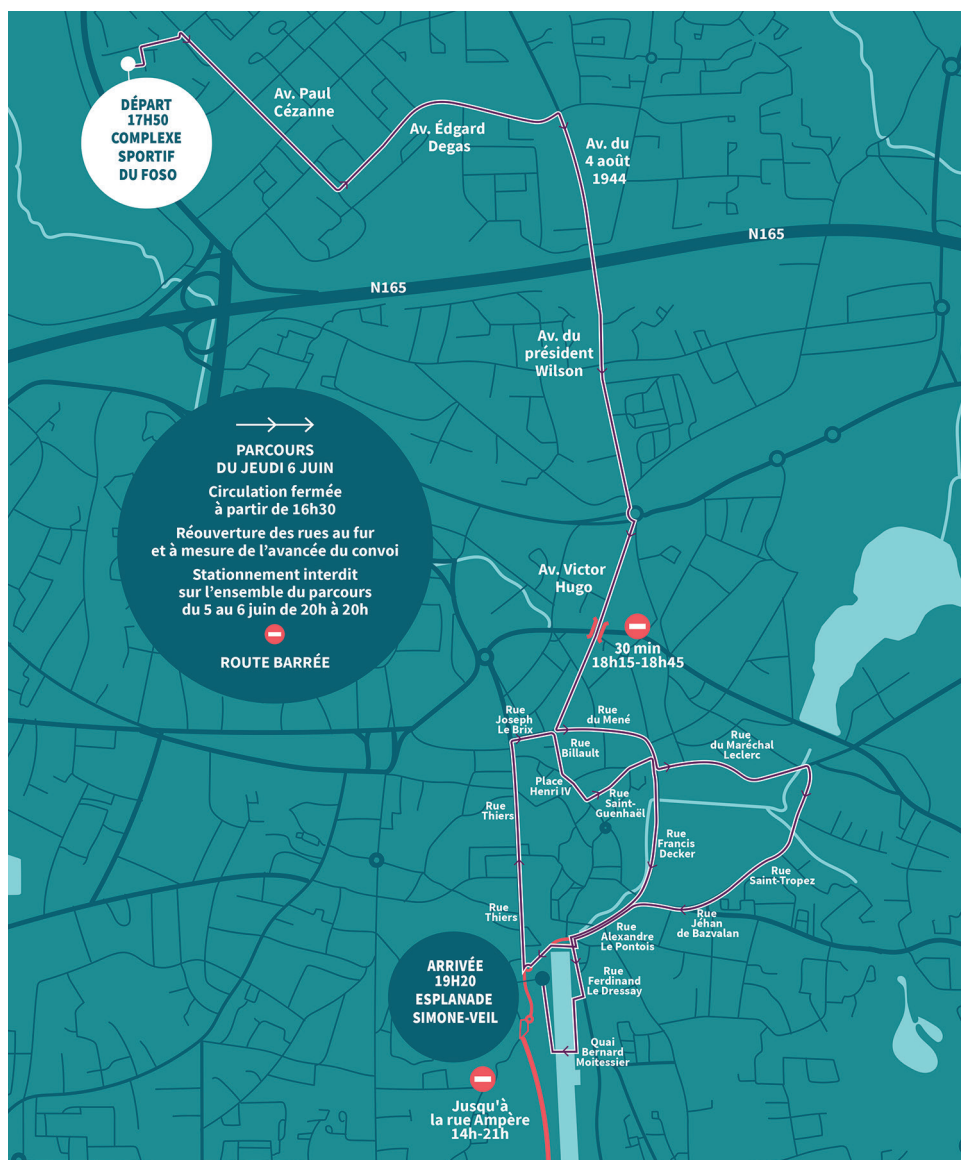 DÉPART
17H50
COMPLEXE
SPORTIF
DU FOSO
Av. Paul
Cézanne
Av. Édgard
Degas
Av. du
4 août
1944
N165
N165
Av. du
président
Wilson
PARCOURS
DU JEUDI 6 JUIN
Circulation fermée
à partir de 16h30
Réouverture des rues au fur
et à mesure de l’avancée du convoi
Stationnement interdit
sur l’ensemble du parcours
du 5 au 6 juin de 20h à 20h
ROUTE BARRÉE
Av. Victor
Hugo
30 min
18h15-18h45
Rue
Joseph
Le Brix
Rue
du Mené
Rue
Billault
Rue
du Maréchal
Leclerc
Place
Henri IV
Rue
Saint-
Guenhaël
Rue
Thiers
Rue
Francis
Decker
Rue
Saint-Tropez
Rue
Thiers
Rue
Jéhan
de Bazvalan
Rue
Alexandre
Le Pontois
ARRIVÉE
19H20
ESPLANADE
SIMONE-VEIL
Rue
Ferdinand
Le Dressay
Quai
Bernard
Moitessier
Jusqu'à
la rue Ampère
14h-21h